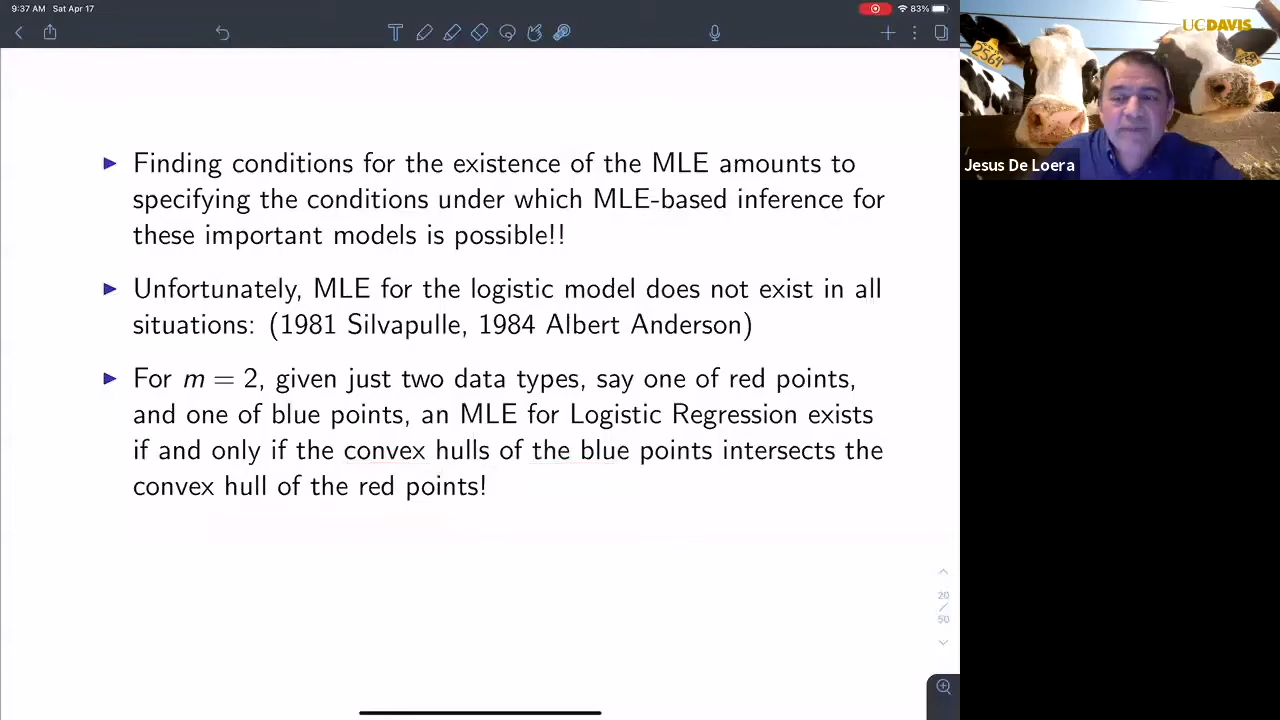 9:37 AM Sat Apr 17
83%
UCDAVIS
2564
Jesus De Loera
▶ Finding conditions for the existence of the MLE amounts to
specifying the conditions under which MLE-based inference for
these important models is possible!!
▶ Unfortunately, MLE for the logistic model does not exist in all
situations: (1981 Silvapulle, 1984 Albert Anderson)
▶ For m = 2, given just two data types, say one of red points,
and one of blue points, an MLE for Logistic Regression exists
if and only if the convex hulls of the blue points intersects the
convex hull of the red points!
20
/
50